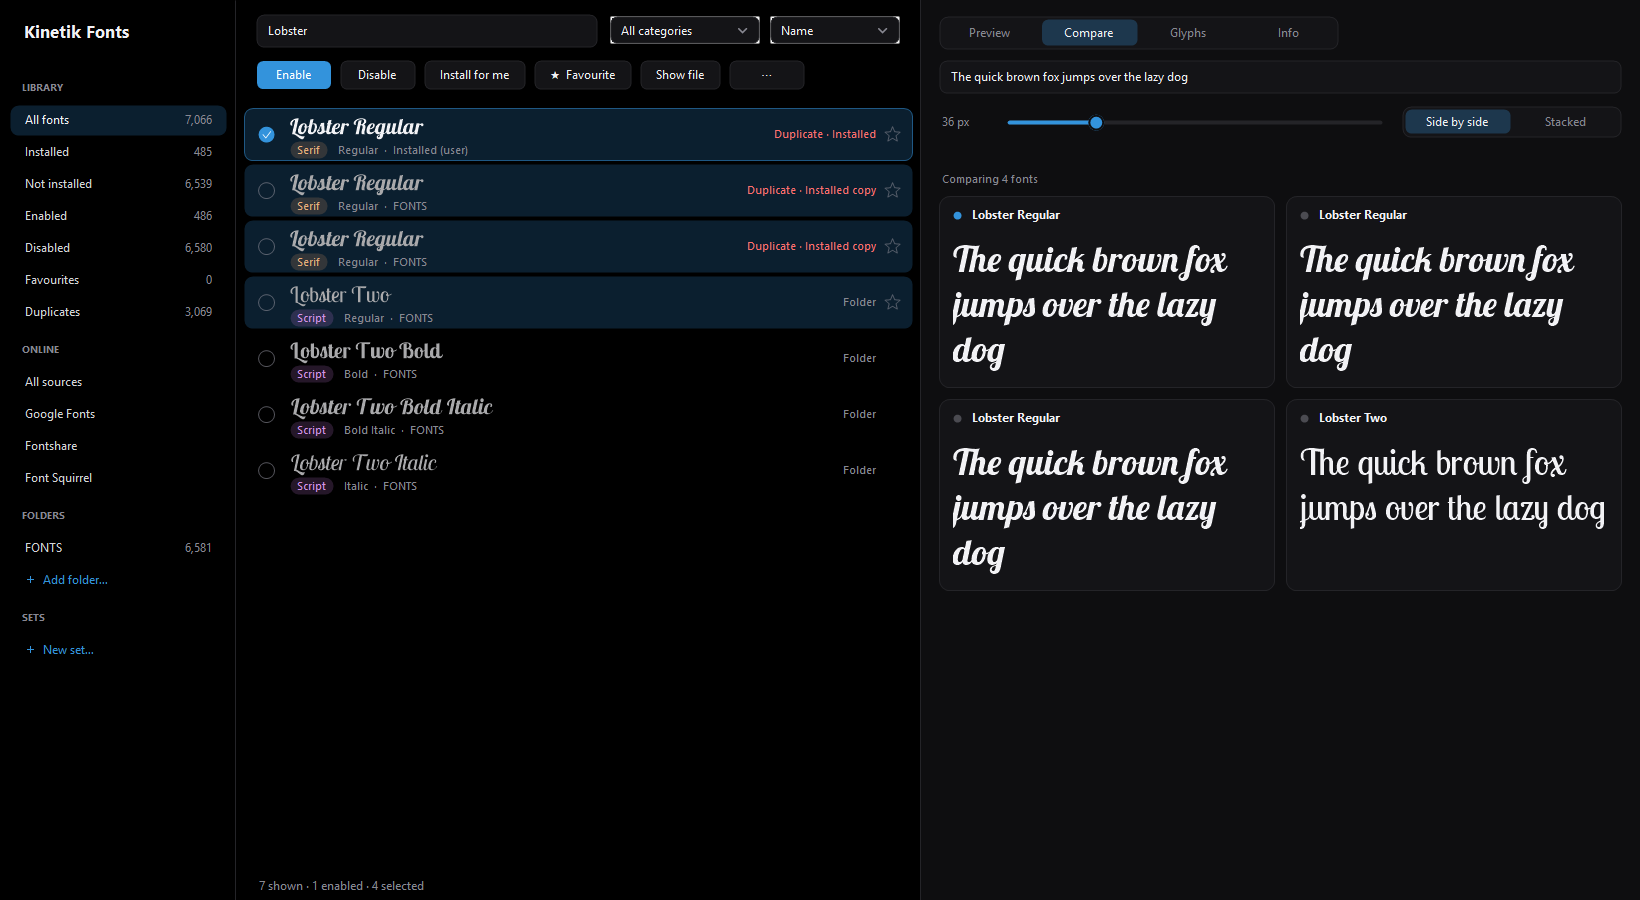 Kinetik Fonts
LIBRARY
All fonts 7,066
Installed 485
Not installed 6,539
Enabled 486
Disabled 6,580
Favourites 0
Duplicates 3,069
ONLINE
All sources
Google Fonts
Fontshare
Font Squirrel
FOLDERS
FONTS 6,581
+ Add folder...
SETS
+ New set...
Lobster
All categories
Name
Enable
Disable
Install for me
★ Favourite
Show file
...
Lobster Regular
Duplicate · Installed
Serif Regular · Installed (user)
Lobster Regular
Duplicate · Installed copy
Serif Regular · FONTS
Lobster Regular
Duplicate · Installed copy
Serif Regular · FONTS
Lobster Two
Folder
Script Regular · FONTS
Lobster Two Bold
Folder
Script Bold · FONTS
Lobster Two Bold Italic
Folder
Script Bold Italic · FONTS
Lobster Two Italic
Folder
Script Italic · FONTS
7 shown · 1 enabled · 4 selected
Preview
Compare
Glyphs
Info
The quick brown fox jumps over the lazy dog
36 px
Side by side
Stacked
Comparing 4 fonts
Lobster Regular
The quick brown fox
jumps over the lazy
dog
Lobster Regular
The quick brown fox
jumps over the lazy
dog
Lobster Regular
The quick brown fox
jumps over the lazy
dog
Lobster Two
The quick brown fox
jumps over the lazy dog